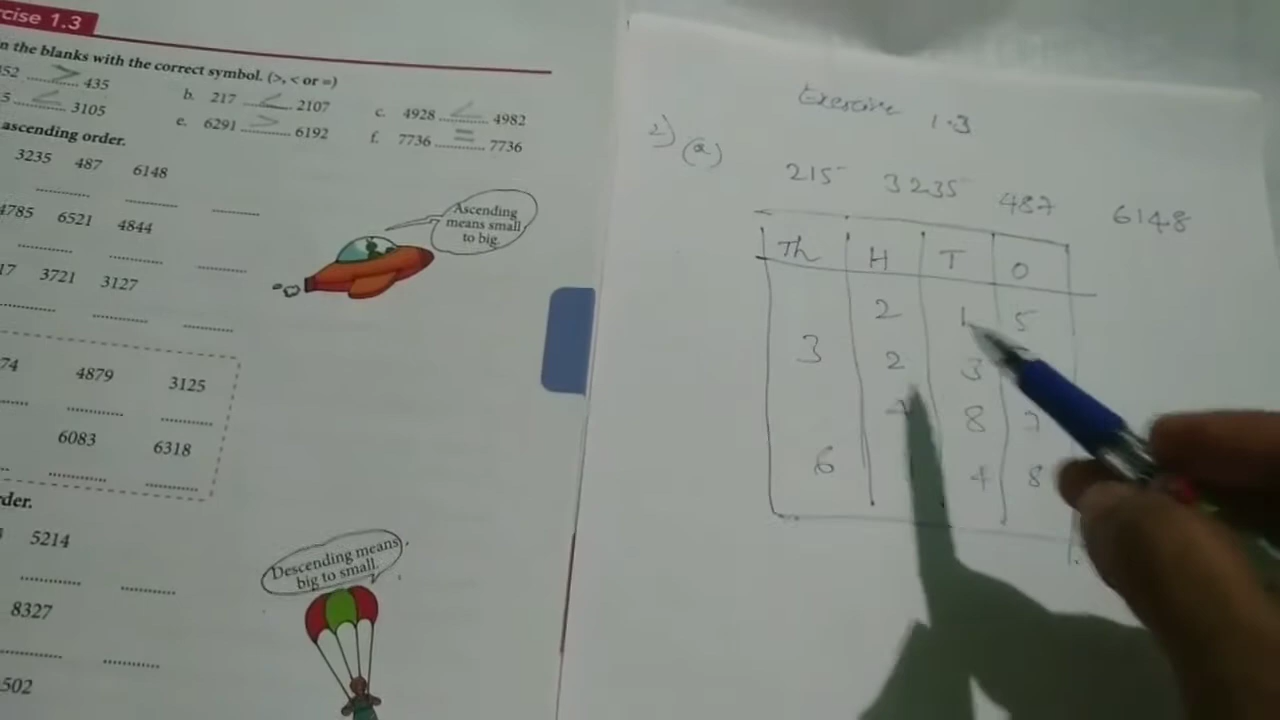 cise 1.3
n the blanks with the correct symbol. (>, < or =)
52 > 435
b. 217 < 2107
c. 4928 < 4982
5 < 3105
e. 6291 > 6192
f. 7736 = 7736
ascending order.
3235 487 6148
4785 6521 4844
17 3721 3127
74 4879 3125
6083 6318
der.
5214
8327
502
Ascending
means small
to big.
Descending means
big to small.
Exercise 1.3
2) (a)
215 3235 487 6148
Th H T O
2 1 5
3 2 3
4 8 7
6 4 8